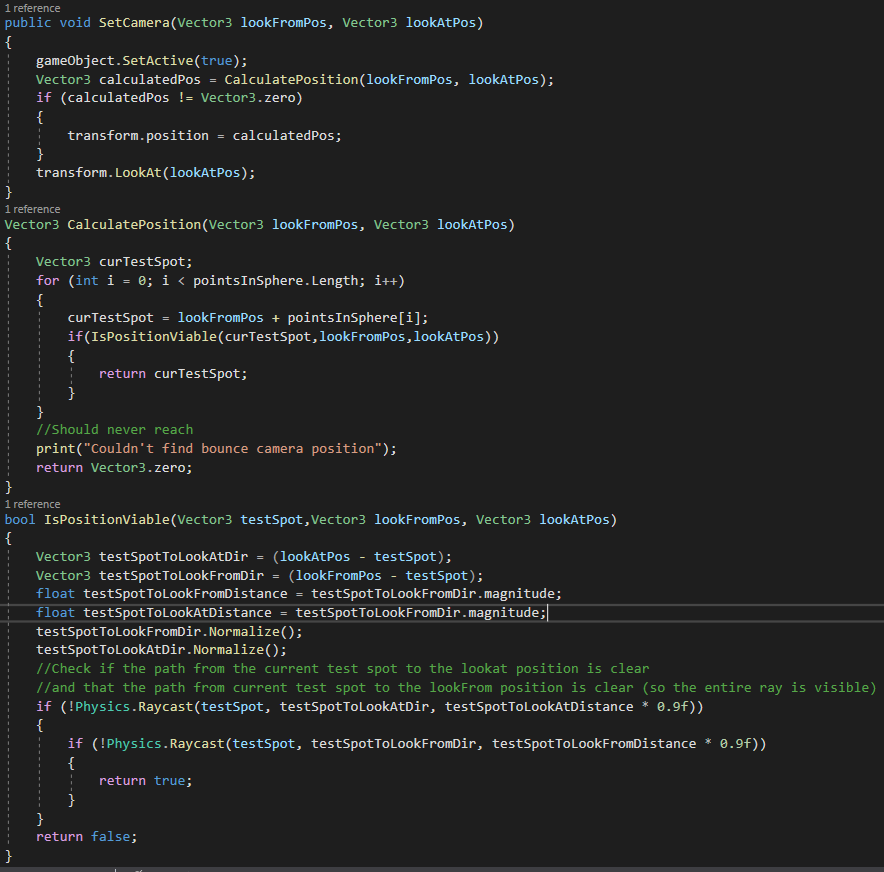 1 reference
public void SetCamera(Vector3 lookFromPos, Vector3 lookAtPos)
{
    gameObject.SetActive(true);
    Vector3 calculatedPos = CalculatePosition(lookFromPos, lookAtPos);
    if (calculatedPos != Vector3.zero)
    {
        transform.position = calculatedPos;
    }
    transform.LookAt(lookAtPos);
}
1 reference
Vector3 CalculatePosition(Vector3 lookFromPos, Vector3 lookAtPos)
{
    Vector3 curTestSpot;
    for (int i = 0; i < pointsInSphere.Length; i++)
    {
        curTestSpot = lookFromPos + pointsInSphere[i];
        if(IsPositionViable(curTestSpot,lookFromPos,lookAtPos))
        {
            return curTestSpot;
        }
    }
    //Should never reach
    print("Couldn't find bounce camera position");
    return Vector3.zero;
}
1 reference
bool IsPositionViable(Vector3 testSpot,Vector3 lookFromPos, Vector3 lookAtPos)
{
    Vector3 testSpotToLookAtDir = (lookAtPos - testSpot);
    Vector3 testSpotToLookFromDir = (lookFromPos - testSpot);
    float testSpotToLookFromDistance = testSpotToLookFromDir.magnitude;
    float testSpotToLookAtDistance = testSpotToLookFromDir.magnitude;
    testSpotToLookFromDir.Normalize();
    testSpotToLookAtDir.Normalize();
    //Check if the path from the current test spot to the lookat position is clear
    //and that the path from current test spot to the lookFrom position is clear (so the entire ray is visible)
    if (!Physics.Raycast(testSpot, testSpotToLookAtDir, testSpotToLookAtDistance * 0.9f))
    {
        if (!Physics.Raycast(testSpot, testSpotToLookFromDir, testSpotToLookFromDistance * 0.9f))
        {
            return true;
        }
    }
    return false;
}